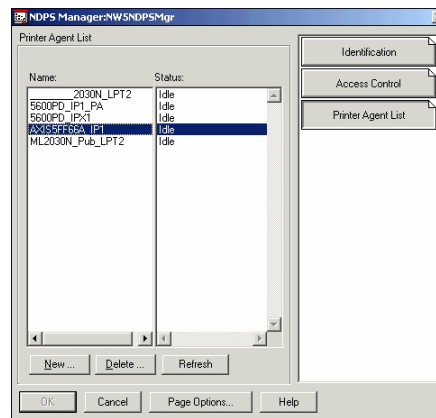 NDPS Manager:NW5NDPSMgr
Printer Agent List
Name: Status:
_______2030N_LPT2 Idle
5600PD_IP1_PA Idle
5600PD_IPX1 Idle
AXIS5FF66A_IP1 Idle
ML2030N_Pub_LPT2 Idle
New ... Delete ... Refresh
OK Cancel Page Options... Help
Identification
Access Control
Printer Agent List